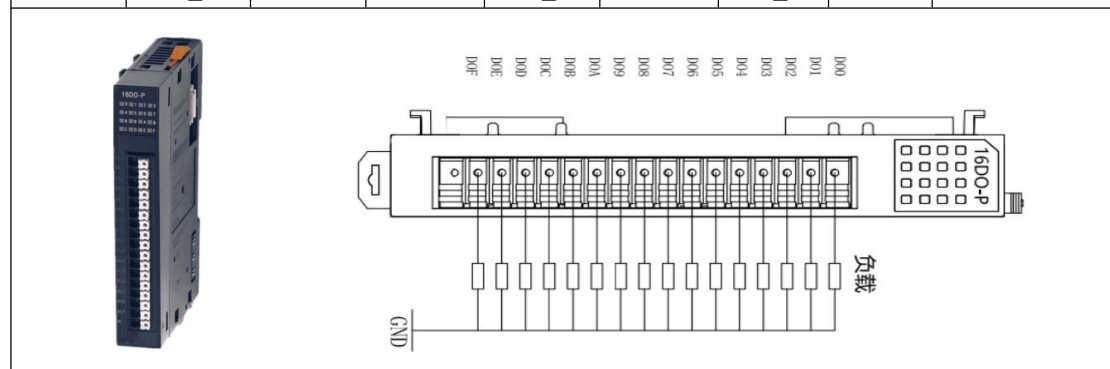 16DO-P
DOF DOE DOD DOC DOB DOA DO9 DO8 DO7 DO6 DO5 DO4 DO3 DO2 DO1 DO0
16DO-P
负载
GND